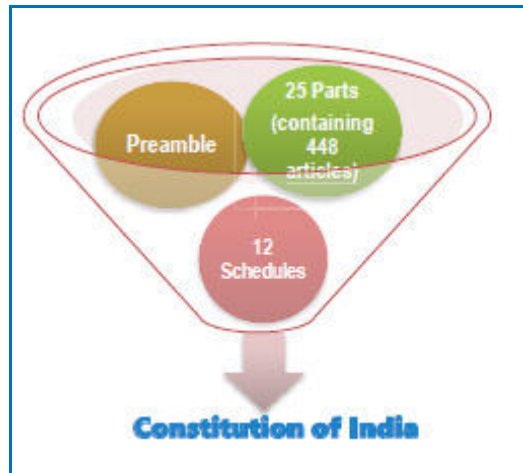 Preamble
25 Parts
(containing
448
articles)
12
Schedules
Constitution of India